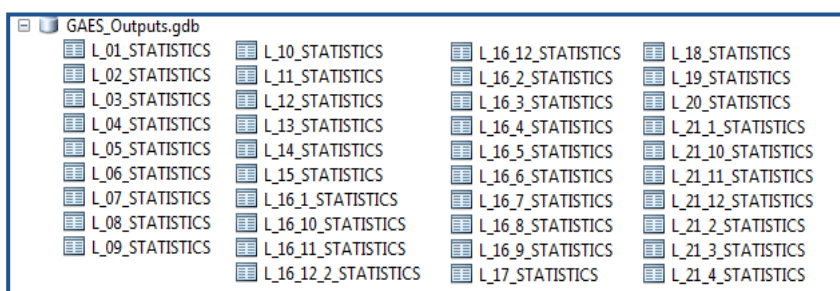 GAES_Outputs.gdb
L_01_STATISTICS
L_02_STATISTICS
L_03_STATISTICS
L_04_STATISTICS
L_05_STATISTICS
L_06_STATISTICS
L_07_STATISTICS
L_08_STATISTICS
L_09_STATISTICS
L_10_STATISTICS
L_11_STATISTICS
L_12_STATISTICS
L_13_STATISTICS
L_14_STATISTICS
L_15_STATISTICS
L_16_1_STATISTICS
L_16_10_STATISTICS
L_16_11_STATISTICS
L_16_12_2_STATISTICS
L_16_12_STATISTICS
L_16_2_STATISTICS
L_16_3_STATISTICS
L_16_4_STATISTICS
L_16_5_STATISTICS
L_16_6_STATISTICS
L_16_7_STATISTICS
L_16_8_STATISTICS
L_16_9_STATISTICS
L_17_STATISTICS
L_18_STATISTICS
L_19_STATISTICS
L_20_STATISTICS
L_21_1_STATISTICS
L_21_10_STATISTICS
L_21_11_STATISTICS
L_21_12_STATISTICS
L_21_2_STATISTICS
L_21_3_STATISTICS
L_21_4_STATISTICS